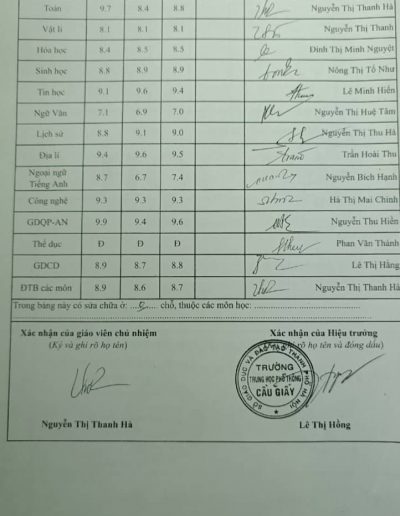 Toán 9.7 8.4 8.8 Nguyễn Thị Thanh Hà
Vật lí 8.1 8.1 8.1 Nguyễn Thị Thanh
Hóa học 8.4 8.5 8.5 Đinh Thị Minh Nguyệt
Sinh học 8.8 8.9 8.9 Nông Thị Tố Như
Tin học 9.1 9.6 9.4 Lê Minh Hiền
Ngữ Văn 7.1 6.9 7.0 Nguyễn Thị Huệ Tâm
Lịch sử 8.8 9.1 9.0 Nguyễn Thị Thu Hà
Địa lí 9.4 9.6 9.5 Trần Hoài Thu
Ngoại ngữ
Tiếng Anh 8.7 6.7 7.4 Nguyễn Bích Hạnh
Công nghệ 9.3 9.3 9.3 Hà Thị Mai Chinh
GDQP-AN 9.9 9.4 9.6 Nguyễn Thu Hiền
Thể dục Đ Đ Đ Phan Văn Thành
GDCD 8.9 8.7 8.8 Lê Thị Hằng
ĐTB các môn 8.9 8.6 8.7 Nguyễn Thị Thanh Hà
Trong bảng này có sửa chữa ở: ........ chỗ, thuộc các môn học: ........
Xác nhận của giáo viên chủ nhiệm Xác nhận của Hiệu trưởng
(Ký và ghi rõ họ tên) ghi rõ họ tên và đóng dấu)
SỞ GIÁO DỤC VÀ ĐÀO TẠO THÀNH PHỐ HÀ NỘI
TRƯỜNG
TRUNG HỌC PHỔ THÔNG
CẦU GIẤY
Nguyễn Thị Thanh Hà Lê Thị Hồng